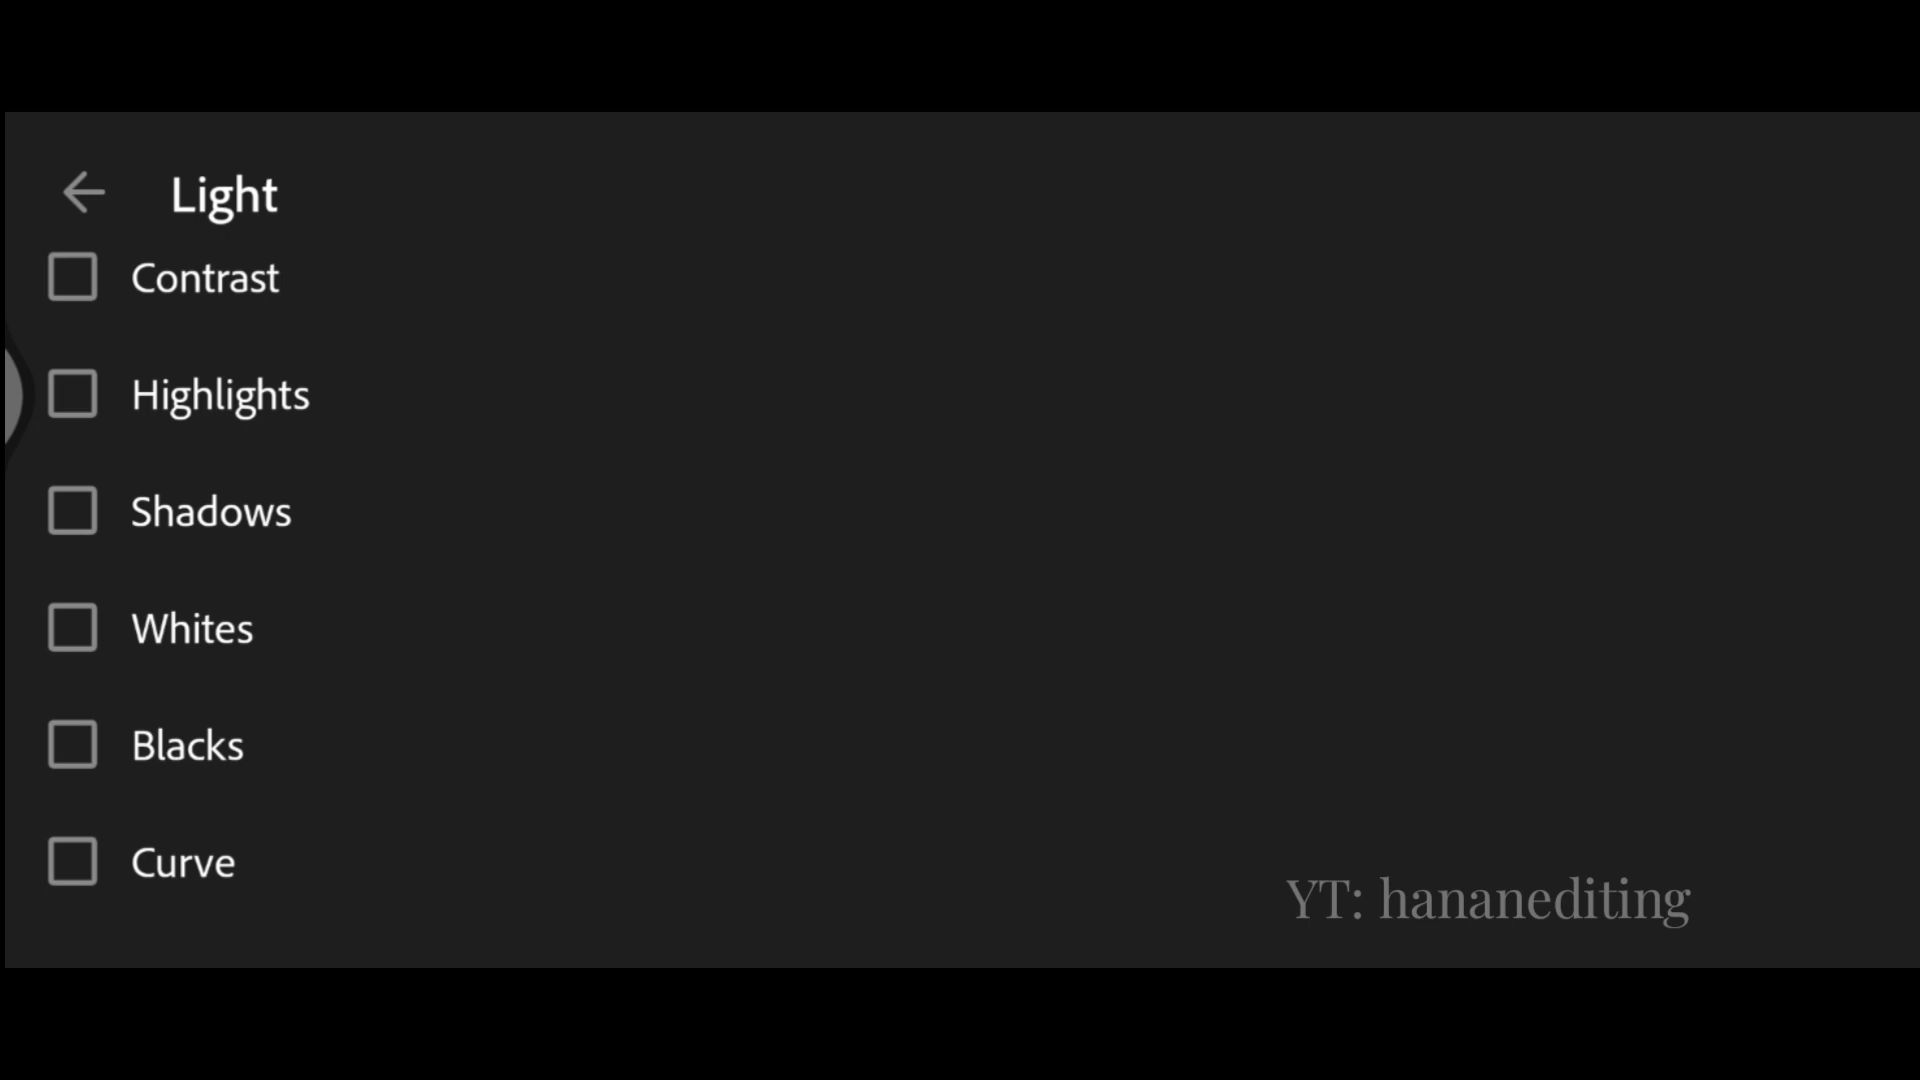 Light
Contrast
Highlights
Shadows
Whites
Blacks
Curve
YT: hananediting